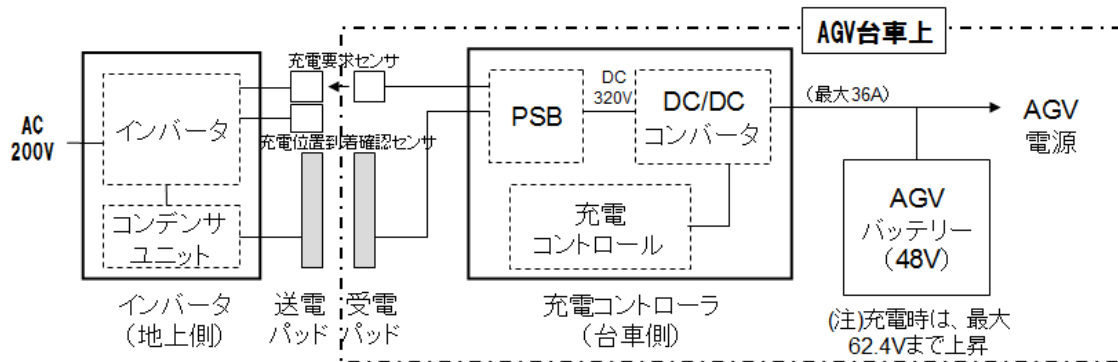 AGV台車上
充電要求センサ
AC
200V
インバータ
充電位置到着確認センサ
コンデンサ
ユニット
インバータ
(地上側)
送電
パッド
受電
パッド
PSB
DC
320V
DC/DC
コンバータ
充電
コントロール
充電コントローラ
(台車側)
(最大36A)
AGV
電源
AGV
バッテリー
(48V)
(注)充電時は、最大
62.4Vまで上昇